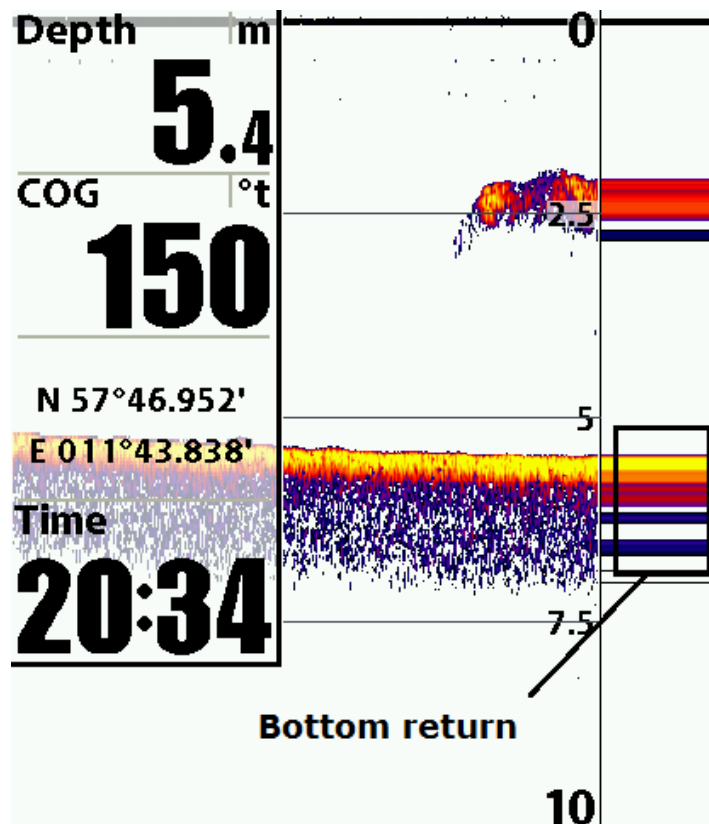 Depth m
5.4
COG °t
150
N 57°46.952'
E 011°43.838'
Time
20:34
0
2.5
5
7.5
Bottom return
10